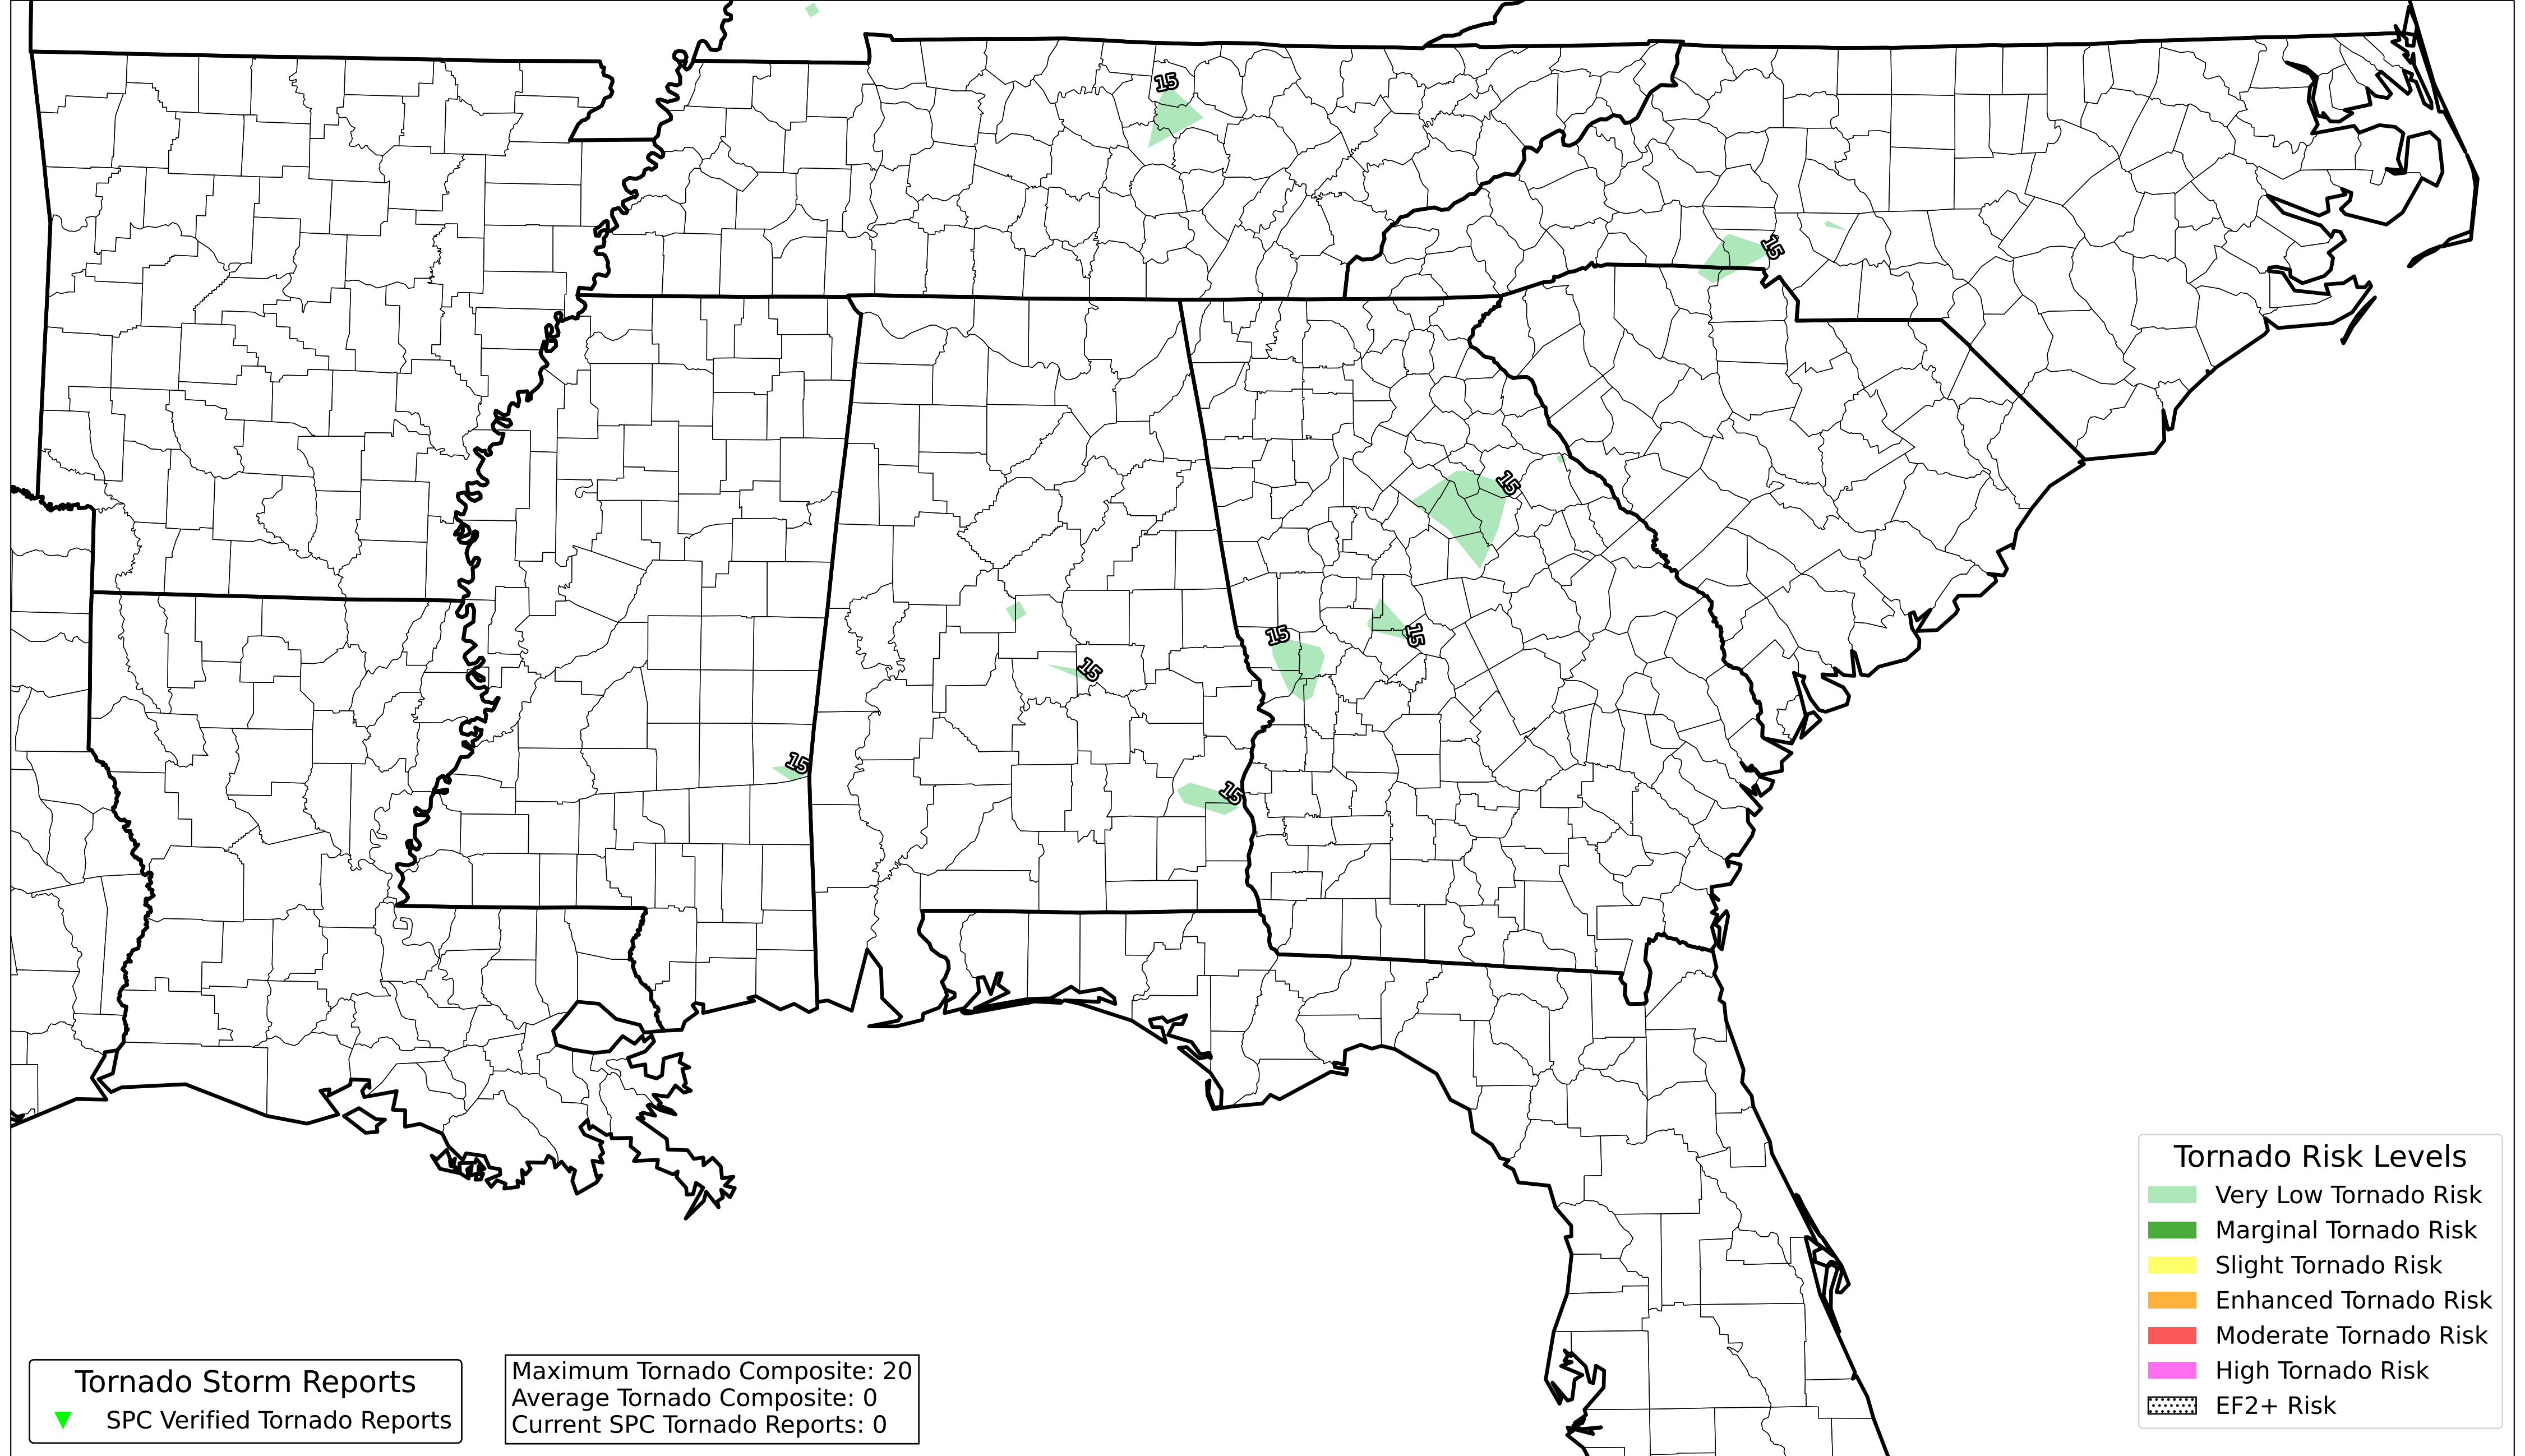 15
15
15
15
15
15
15
15
Tornado Risk Levels
Very Low Tornado Risk
Marginal Tornado Risk
Slight Tornado Risk
Enhanced Tornado Risk
Moderate Tornado Risk
High Tornado Risk
EF2+ Risk
Tornado Storm Reports
SPC Verified Tornado Reports
Maximum Tornado Composite: 20
Average Tornado Composite: 0
Current SPC Tornado Reports: 0